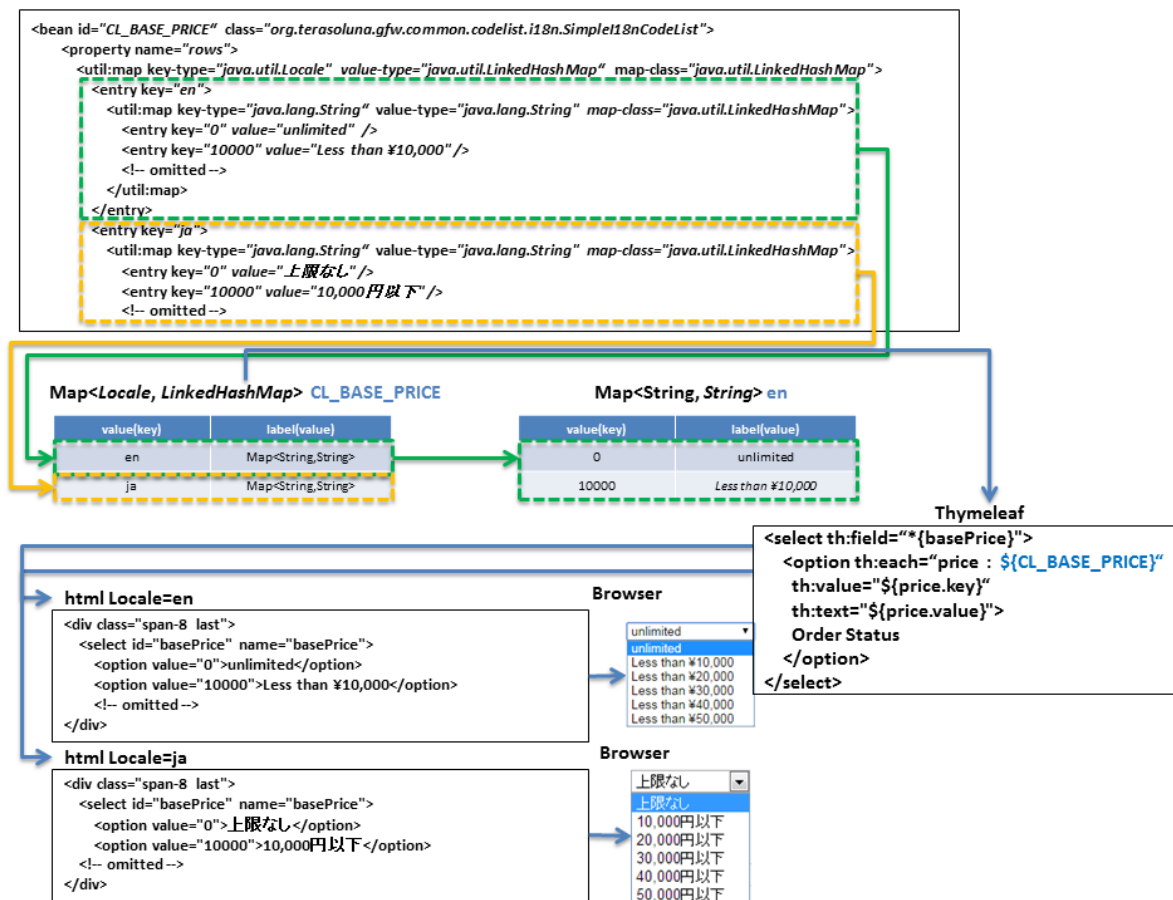 <bean id="CL_BASE_PRICE“ class="org.terasoluna.gfw.common.codelist.i18n.SimpleI18nCodeList">
<property name="rows">
<util:map key-type="java.util.Locale" value-type="java.util.LinkedHashMap“ map-class="java.util.LinkedHashMap">
<entry key="en">
<util:map key-type="java.lang.String“ value-type="java.lang.String" map-class="java.util.LinkedHashMap">
<entry key="0" value="unlimited" />
<entry key="10000" value="Less than ¥10,000"/>
<!-- omitted-->
</util:map>
</entry>
<entry key="ja">
<util:map key-type="java.lang.String“ value-type="java.lang.String" map-class="java.util.LinkedHashMap">
<entry key="0" value="上限なし"/>
<entry key="10000" value="10,000円以下"/>
<!-- omitted-->
Map<Locale, LinkedHashMap> CL_BASE_PRICE
value(key) label(value)
en Map<String,String>
ja Map<String,String>
Map<String, String> en
value(key) label(value)
0 unlimited
10000 Less than ¥10,000
Thymeleaf
<select th:field=“*{basePrice}">
<option th:each=“price : ${CL_BASE_PRICE}“
th:value="${price.key}“
th:text="${price.value}">
Order Status
</option>
</select>
html Locale=en
<div class="span-8 last">
<select id="basePrice" name="basePrice">
<option value="0">unlimited</option>
<option value="10000">Less than ¥10,000</option>
<!-- omitted-->
</div>
Browser
unlimited
unlimited
Less than ¥10,000
Less than ¥20,000
Less than ¥30,000
Less than ¥40,000
Less than ¥50,000
html Locale=ja
<div class="span-8 last">
<select id="basePrice" name="basePrice">
<option value="0">上限なし</option>
<option value="10000">10,000円以下</option>
<!-- omitted-->
</div>
Browser
上限なし
上限なし
10,000円以下
20,000円以下
30,000円以下
40,000円以下
50,000円以下